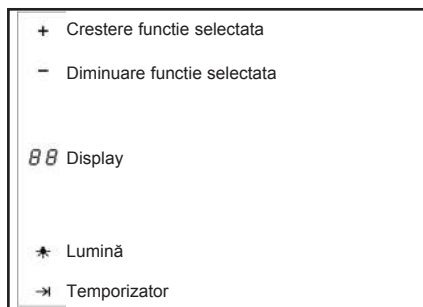 + Crestere functie selectata
- Diminuare functie selectata
88 Display
Lumină
Temporizator